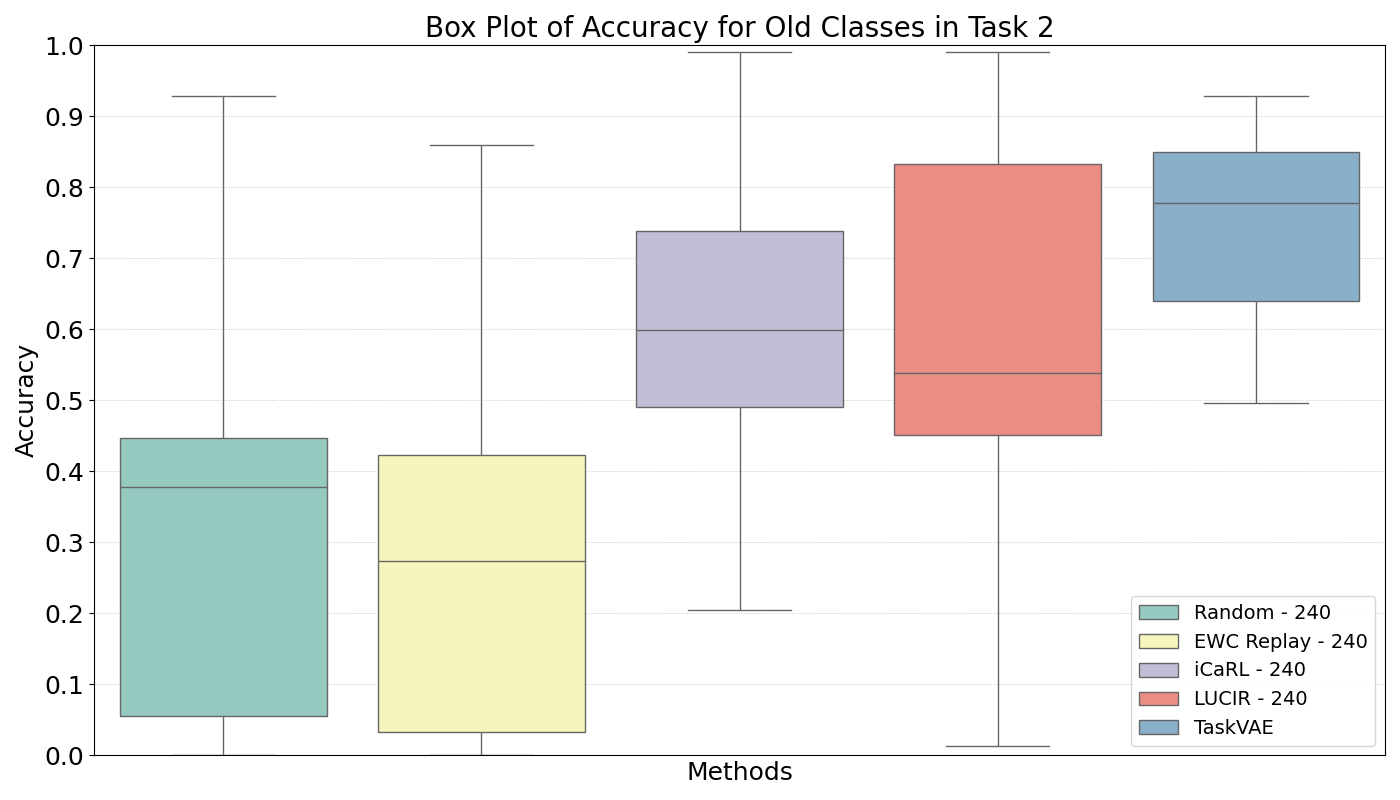 Box Plot of Accuracy for Old Classes in Task 2
1.0
0.9
0.8
0.7
0.6
0.5
0.4
0.3
0.2
0.1
0.0
Accuracy
Methods
Random - 240
EWC Replay - 240
iCaRL - 240
LUCIR - 240
TaskVAE